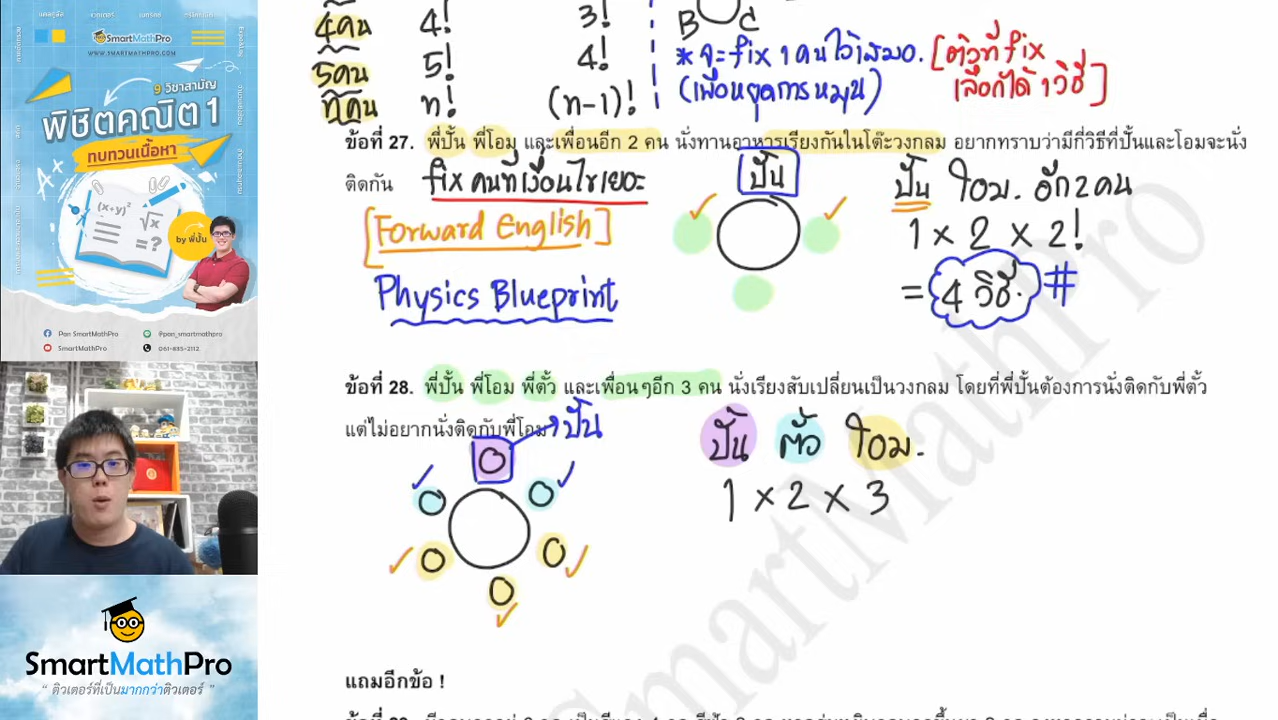 SmartMathPro
WWW.SMARTMATHPRO.COM
9 วิชาสามัญ
พิชิตคณิต 1
ทบทวนเนื้อหา
A+
(x+y)²
√x
=?
by พี่ปั้น
Pan SmartMathPro
@pan_smartmathpro
SmartMathPro
061-885-2112
SmartMathPro
“ ติวเตอร์ที่เป็นมากกว่าติวเตอร์ ”
4คน 4! 3!
5คน 5! 4!
nคน n! (n-1)!
B C
* จะ fix 1 คนไว้เสมอ.
(เพื่อหยุดการหมุน)
[ตัวที่ fix
เลือกได้ 1 วิธี]
ข้อที่ 27. พี่ปั้น พี่โอม และเพื่อนอีก 2 คน นั่งทานอาหารเรียงกันในโต๊ะวงกลม อยากทราบว่ามีกี่วิธีที่ปั้นและโอมจะนั่ง
ติดกัน
fix คนที่เงื่อนไขเยอะ
[Forward English]
Physics Blueprint
ปั้น
ปั้น โอม. อีก 2 คน
1 × 2 × 2!
= 4 วิธี. #
ข้อที่ 28. พี่ปั้น พี่โอม พี่ตั้ว และเพื่อนๆอีก 3 คน นั่งเรียงสับเปลี่ยนเป็นวงกลม โดยที่พี่ปั้นต้องการนั่งติดกับพี่ตั้ว
แต่ไม่อยากนั่งติดกับพี่โอม
ปั้น
ปั้น ตั้ว โอม.
1 × 2 × 3
แถมอีกข้อ !
SmartMathPro